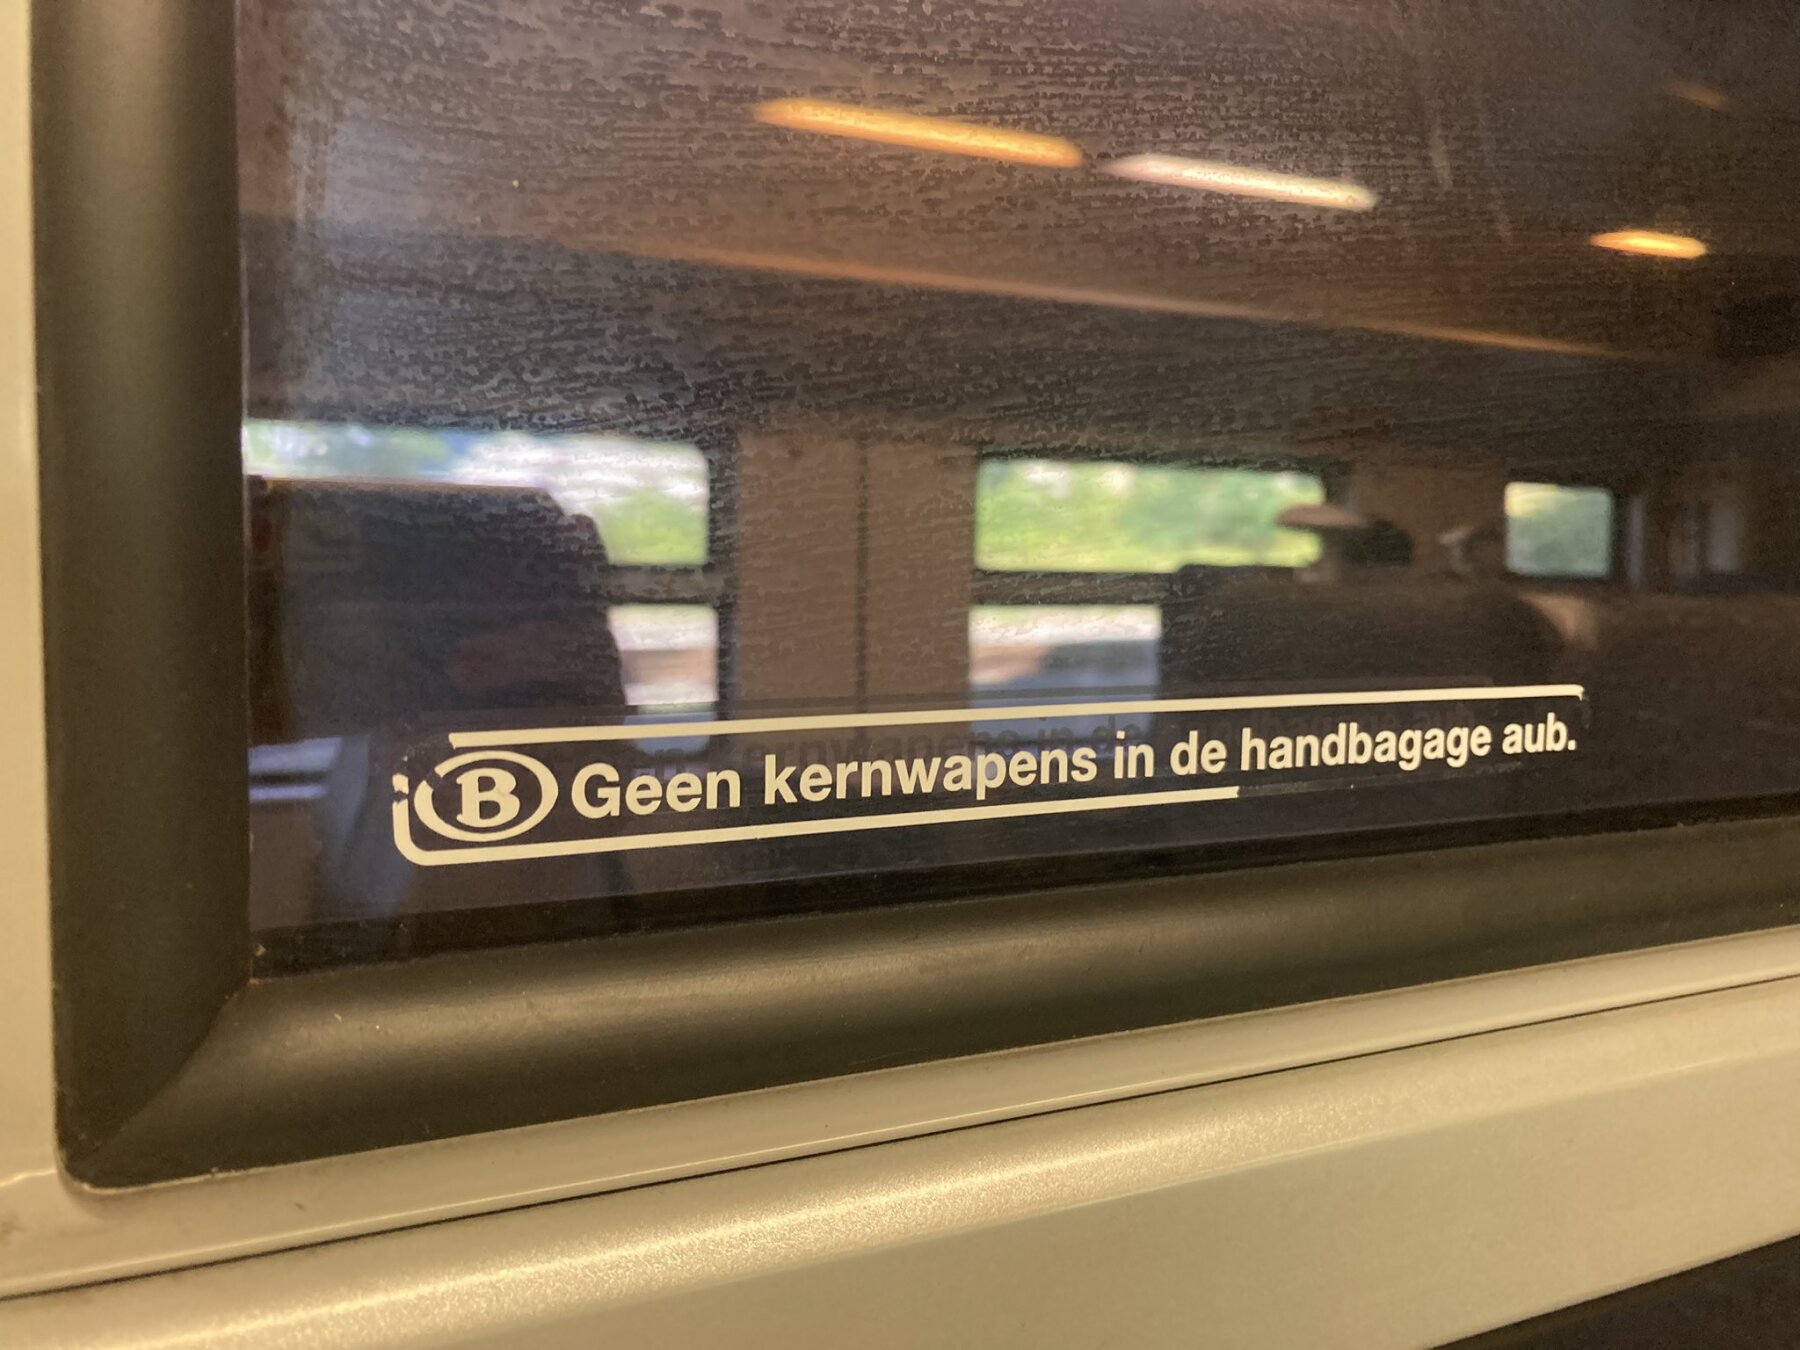 B Geen kernwapens in de handbagage aub.